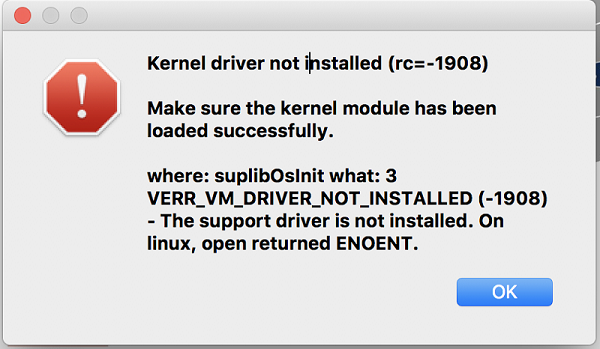 Kernel driver not installed (rc=-1908)
Make sure the kernel module has been
loaded successfully.
where: suplibOsInit what: 3
VERR_VM_DRIVER_NOT_INSTALLED (-1908)
- The support driver is not installed. On
linux, open returned ENOENT.
OK